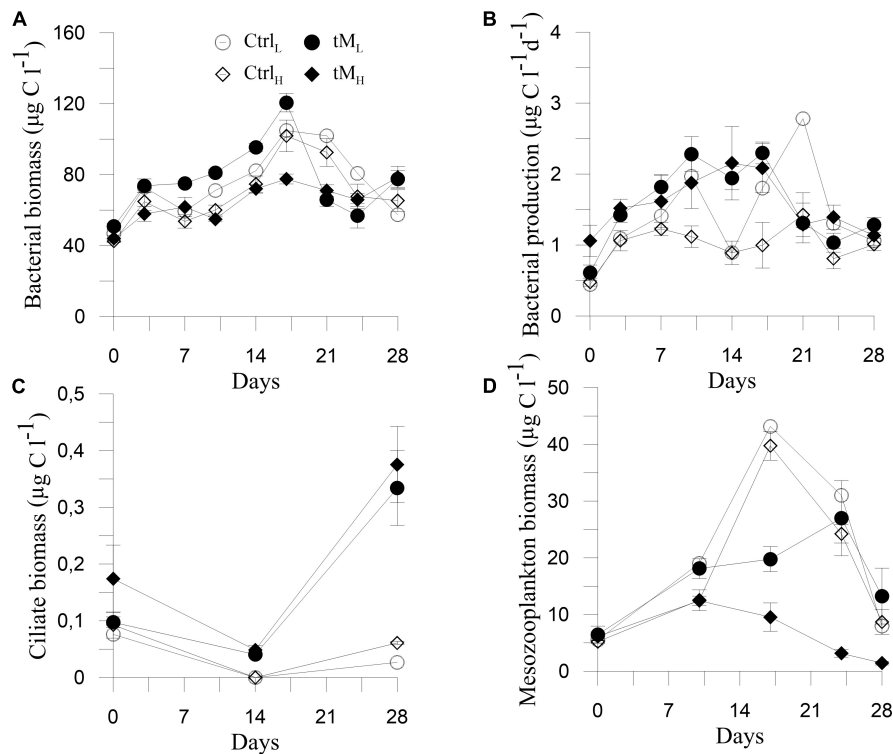 A
Bacterial biomass (µg C l⁻¹)
160
120
80
40
0
Ctrl_L
tM_L
Ctrl_H
tM_H
0 7 14 21 28
Days
B
Bacterial production (µg C l⁻¹d⁻¹)
4
3
2
1
0
0 7 14 21 28
Days
C
Ciliate biomass (µg C l⁻¹)
0,5
0,4
0,3
0,2
0,1
0
0 7 14 21 28
Days
D
Mesozooplankton biomass (µg C l⁻¹)
50
40
30
20
10
0
0 7 14 21 28
Days